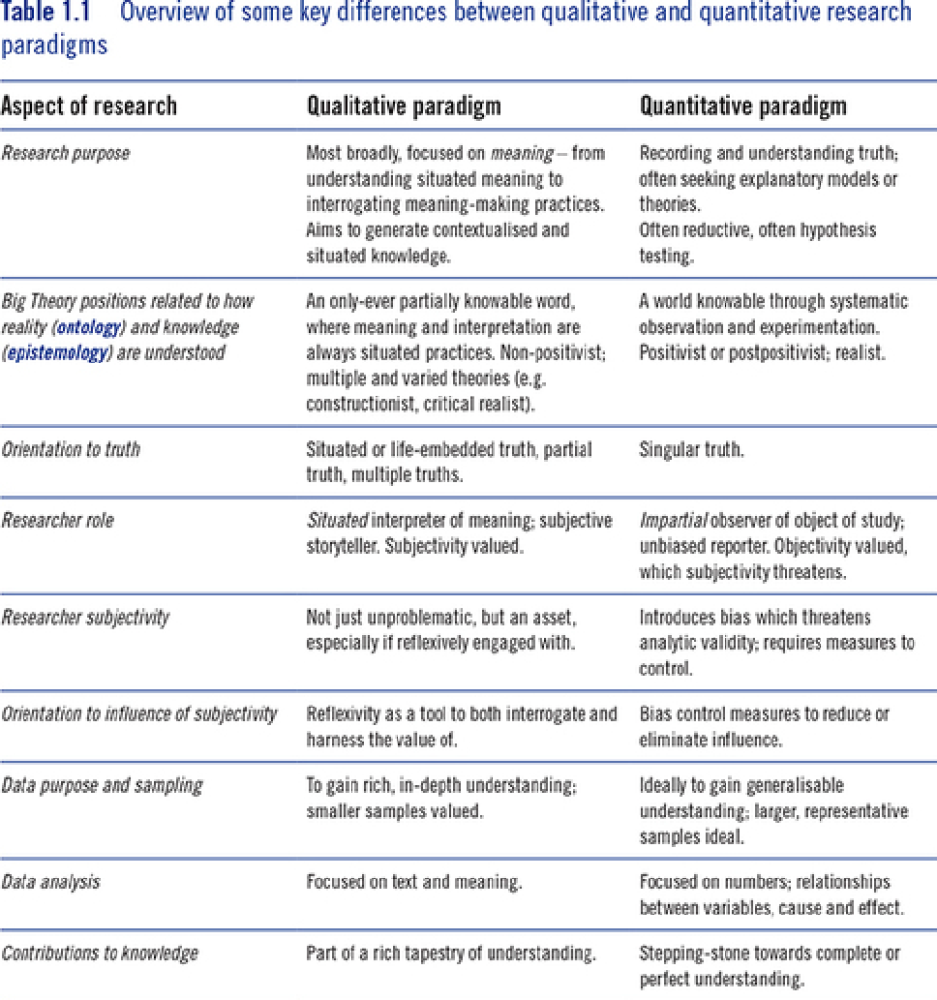 Table 1.1 Overview of some key differences between qualitative and quantitative research
paradigms
Aspect of research
Qualitative paradigm
Quantitative paradigm
Research purpose
Most broadly, focused on meaning – from
understanding situated meaning to
interrogating meaning-making practices.
Aims to generate contextualised and
situated knowledge.
Recording and understanding truth;
often seeking explanatory models or
theories.
Often reductive, often hypothesis
testing.
Big Theory positions related to how
reality (ontology) and knowledge
(epistemology) are understood
An only-ever partially knowable word,
where meaning and interpretation are
always situated practices. Non-positivist;
multiple and varied theories (e.g.
constructionist, critical realist).
A world knowable through systematic
observation and experimentation.
Positivist or postpositivist; realist.
Orientation to truth
Situated or life-embedded truth, partial
truth, multiple truths.
Singular truth.
Researcher role
Situated interpreter of meaning; subjective
storyteller. Subjectivity valued.
Impartial observer of object of study;
unbiased reporter. Objectivity valued,
which subjectivity threatens.
Researcher subjectivity
Not just unproblematic, but an asset,
especially if reflexively engaged with.
Introduces bias which threatens
analytic validity; requires measures to
control.
Orientation to influence of subjectivity
Reflexivity as a tool to both interrogate and
harness the value of.
Bias control measures to reduce or
eliminate influence.
Data purpose and sampling
To gain rich, in-depth understanding;
smaller samples valued.
Ideally to gain generalisable
understanding; larger, representative
samples ideal.
Data analysis
Focused on text and meaning.
Focused on numbers; relationships
between variables, cause and effect.
Contributions to knowledge
Part of a rich tapestry of understanding.
Stepping-stone towards complete or
perfect understanding.